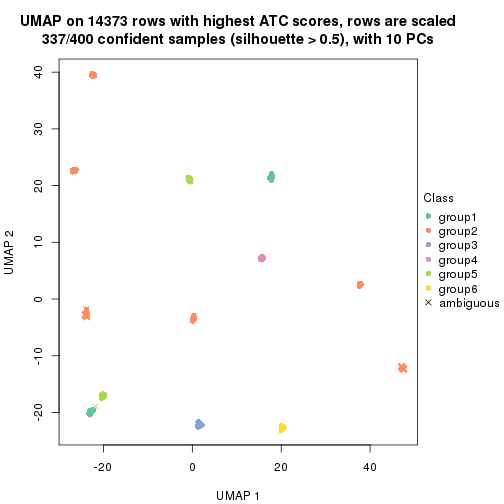 UMAP on 14373 rows with highest ATC scores, rows are scaled
337/400 confident samples (silhouette > 0.5), with 10 PCs
40
30
20
10
0
-10
-20
UMAP 2
-20
0
20
40
UMAP 1
Class
group1
group2
group3
group4
group5
group6
ambiguous